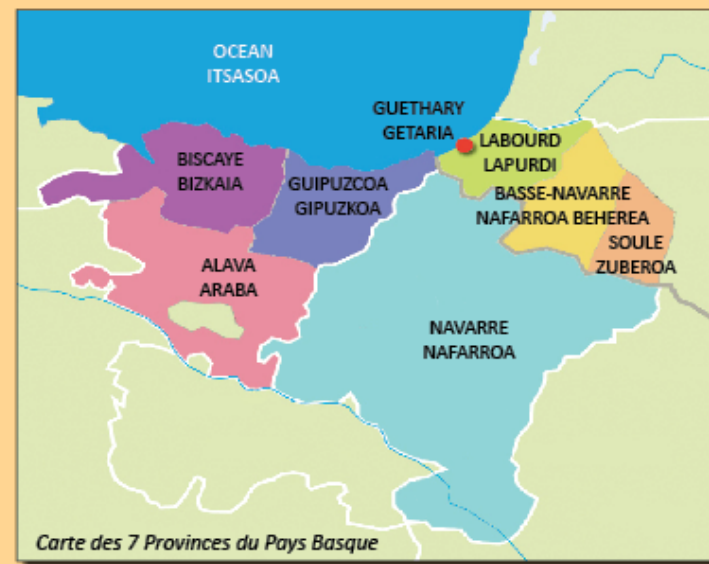 OCEAN
ITSASOA
GUETHARY
GETARIA
LABOURD
LAPURDI
BISCAYE
BIZKAIA
GUIPUZCOA
GIPUZKOA
BASSE-NAVARRE
NAFARROA BEHEREA
SOULE
ZUBEROA
ALAVA
ARABA
NAVARRE
NAFARROA
Carte des 7 Provinces du Pays Basque